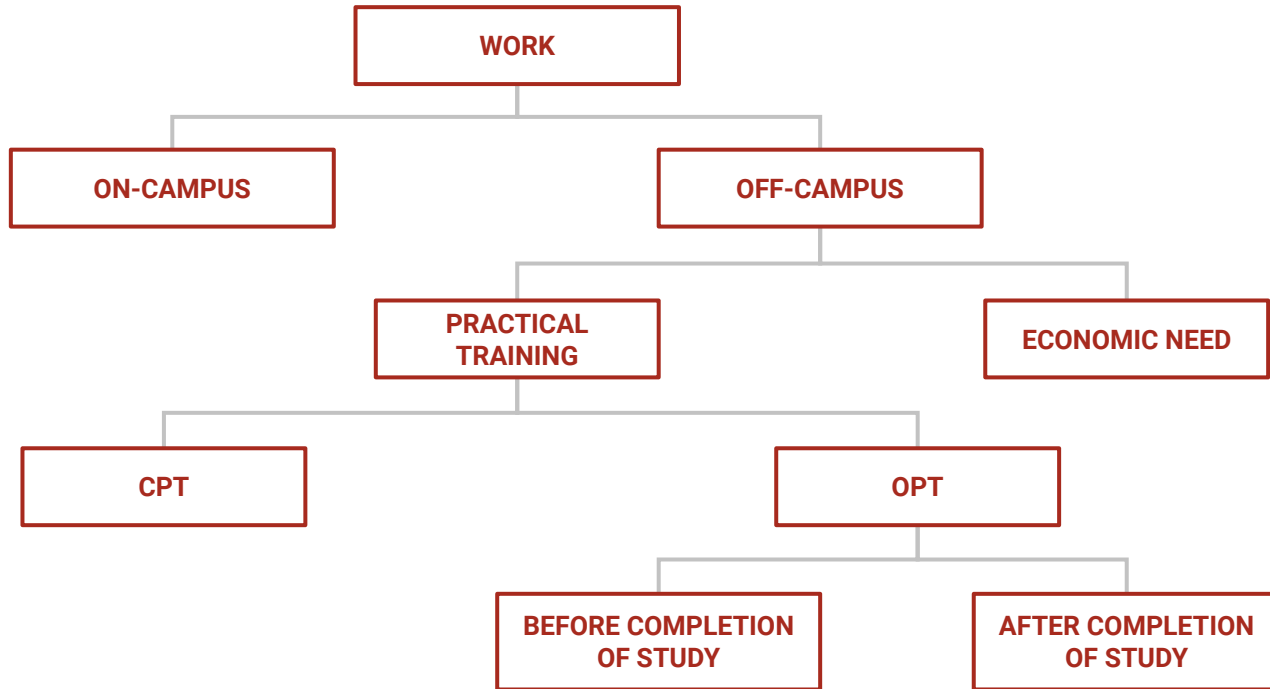 WORK
ON-CAMPUS
OFF-CAMPUS
PRACTICAL
TRAINING
ECONOMIC NEED
CPT
OPT
BEFORE COMPLETION
OF STUDY
AFTER COMPLETION
OF STUDY